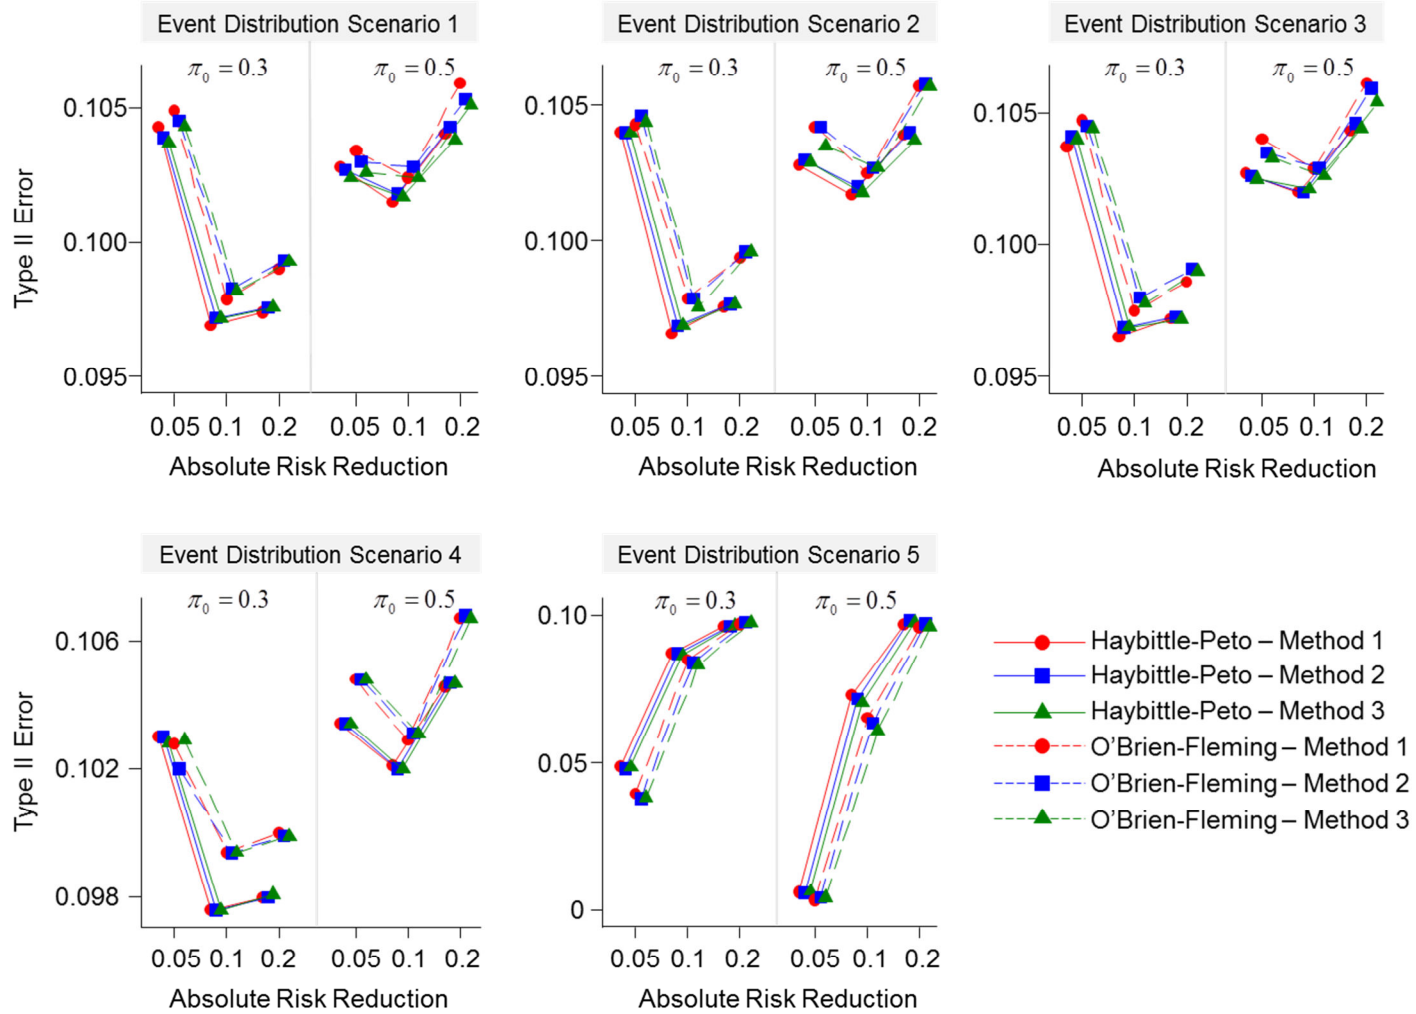 Event Distribution Scenario 1
π₀ = 0.3
π₀ = 0.5
Type II Error
0.105
0.100
0.095
0.05 0.1 0.2
0.05 0.1 0.2
Absolute Risk Reduction
Event Distribution Scenario 2
π₀ = 0.3
π₀ = 0.5
0.105
0.100
0.095
0.05 0.1 0.2
0.05 0.1 0.2
Absolute Risk Reduction
Event Distribution Scenario 3
π₀ = 0.3
π₀ = 0.5
0.105
0.100
0.095
0.05 0.1 0.2
0.05 0.1 0.2
Absolute Risk Reduction
Event Distribution Scenario 4
π₀ = 0.3
π₀ = 0.5
Type II Error
0.106
0.102
0.098
0.05 0.1 0.2
0.05 0.1 0.2
Absolute Risk Reduction
Event Distribution Scenario 5
π₀ = 0.3
π₀ = 0.5
0.10
0.05
0
0.05 0.1 0.2
0.05 0.1 0.2
Absolute Risk Reduction
Haybittle-Peto – Method 1
Haybittle-Peto – Method 2
Haybittle-Peto – Method 3
O’Brien-Fleming – Method 1
O’Brien-Fleming – Method 2
O’Brien-Fleming – Method 3